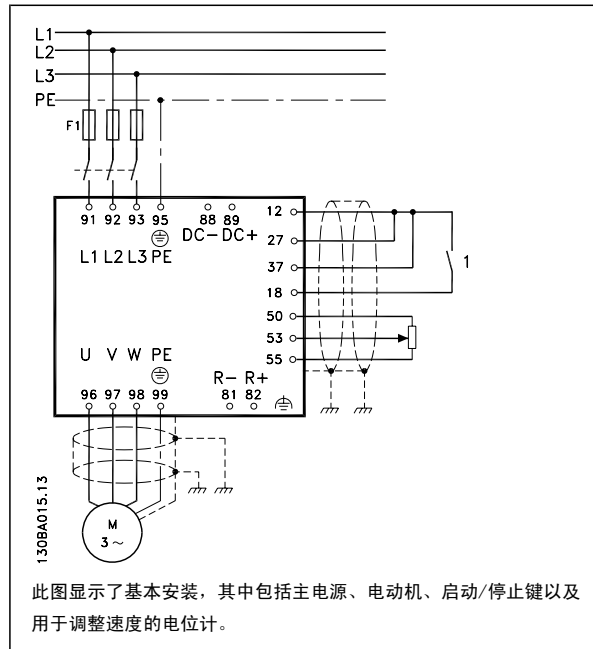 L1
L2
L3
PE
F1
91 92 93 95 88 89
DC- DC+
L1 L2 L3 PE
12
27
37
18
50
53
55
1
U V W PE
96 97 98 99
R- R+
81 82
M
3~
130BA015.13
此图显示了基本安装，其中包括主电源、电动机、启动/停止键以及
用于调整速度的电位计。